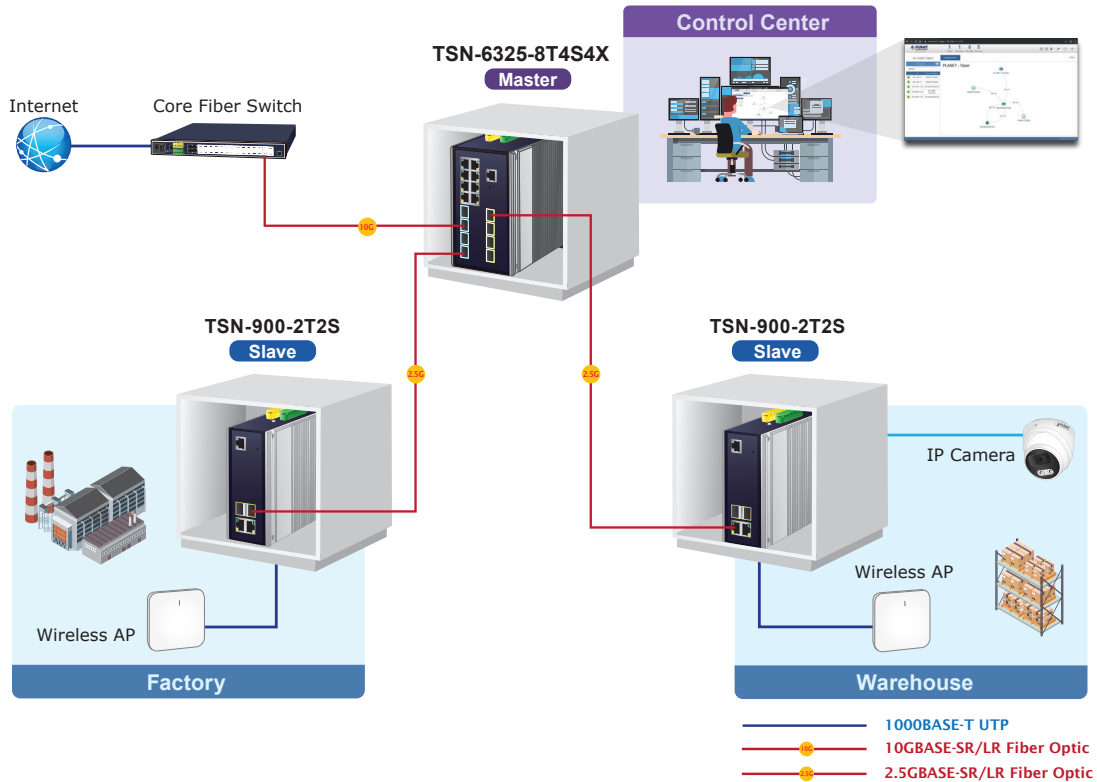 Control Center
TSN-6325-8T4S4X
Master
PLANET
Internet
Core Fiber Switch
10G
TSN-900-2T2S
Slave
2.5G
TSN-900-2T2S
Slave
2.5G
IP Camera
Wireless AP
Wireless AP
Factory
Warehouse
1000BASE-T UTP
10G
10GBASE-SR/LR Fiber Optic
2.5G
2.5GBASE-SR/LR Fiber Optic